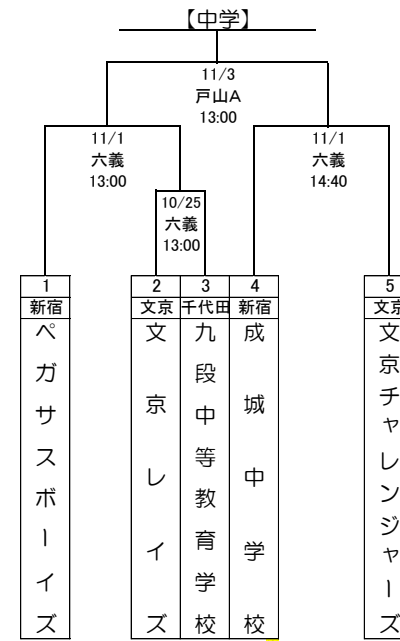 【中学】
11/3
戸山A
13:00
11/1
六義
13:00
11/1
六義
14:40
10/25
六義
13:00
1
新宿
ペガサスボーイズ
2
文京
文京レイズ
3
千代田
九段中等教育学校
4
新宿
成城中学校
5
文京
文京チャレンジャーズ